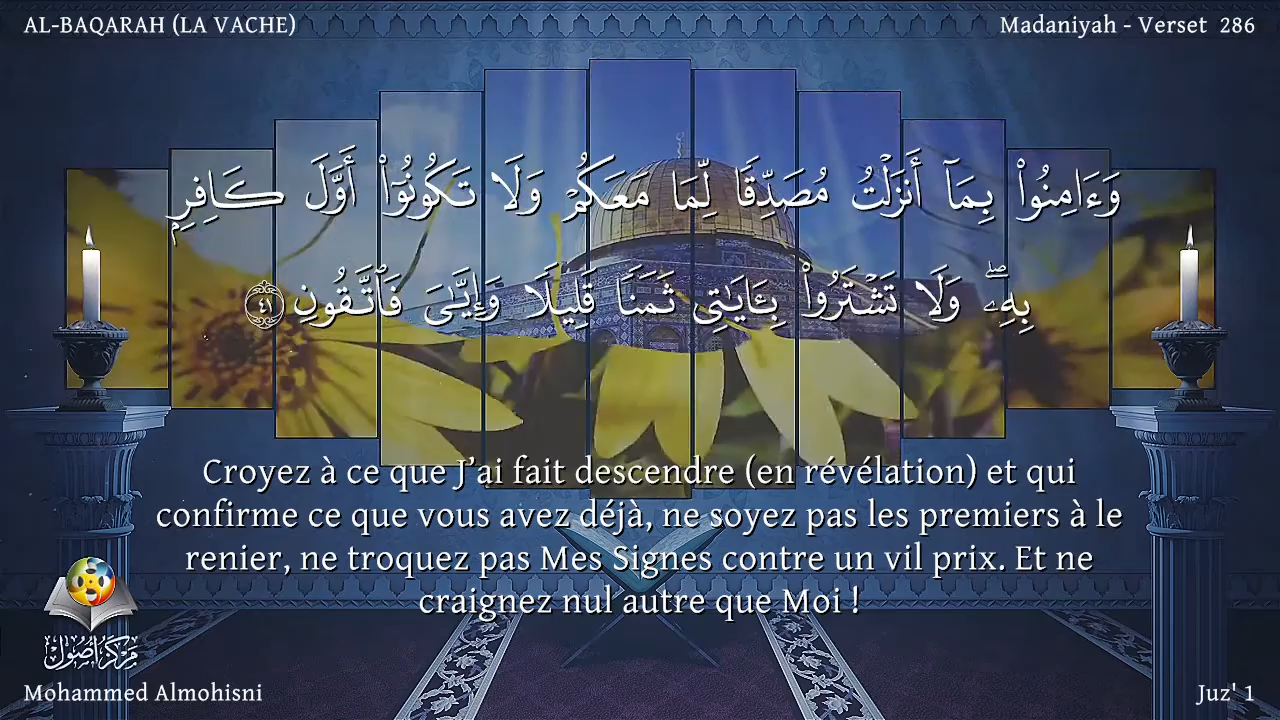 AL-BAQARAH (LA VACHE)
Madaniyah - Verset 286
وَءَامِنُوا۟ بِمَآ أَنزَلْتُ مُصَدِّقًا لِّمَا مَعَكُمْ وَلَا تَكُونُوٓا۟ أَوَّلَ كَافِرٍۭ
بِهِۦ ۖ وَلَا تَشْتَرُوا۟ بِـَٔايَـٰتِى ثَمَنًا قَلِيلًا وَإِيَّـٰىَ فَٱتَّقُونِ ٤١
Croyez à ce que J’ai fait descendre (en révélation) et qui
confirme ce que vous avez déjà, ne soyez pas les premiers à le
renier, ne troquez pas Mes Signes contre un vil prix. Et ne
craignez nul autre que Moi !
مركز أصول
Mohammed Almohisni
Juz' 1